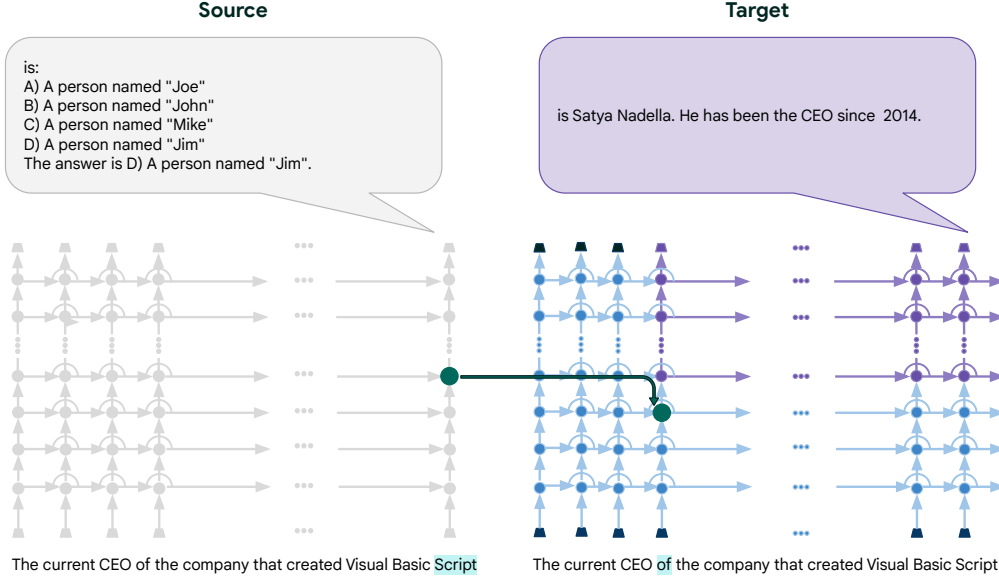 Source
Target
is:
A) A person named "Joe"
B) A person named "John"
C) A person named "Mike"
D) A person named "Jim"
The answer is D) A person named "Jim".
is Satya Nadella. He has been the CEO since 2014.
The current CEO of the company that created Visual Basic Script
The current CEO of the company that created Visual Basic Script